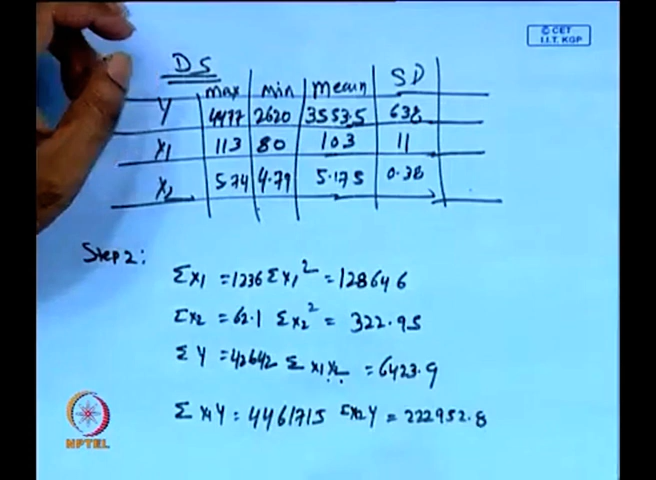 © CET
I.I.T. KGP
DS
max min mean SD
Y 4477 2620 3553.5 638
X1 113 80 103 11
X2 5.74 4.79 5.175 0.38
Step 2:
ΣX1 = 1236 ΣX1² = 128646
ΣX2 = 62.1 ΣX2² = 322.95
ΣY = 42642 ΣX1X2 = 6423.9
ΣX1Y = 4461715 ΣX2Y = 222952.8
NPTEL